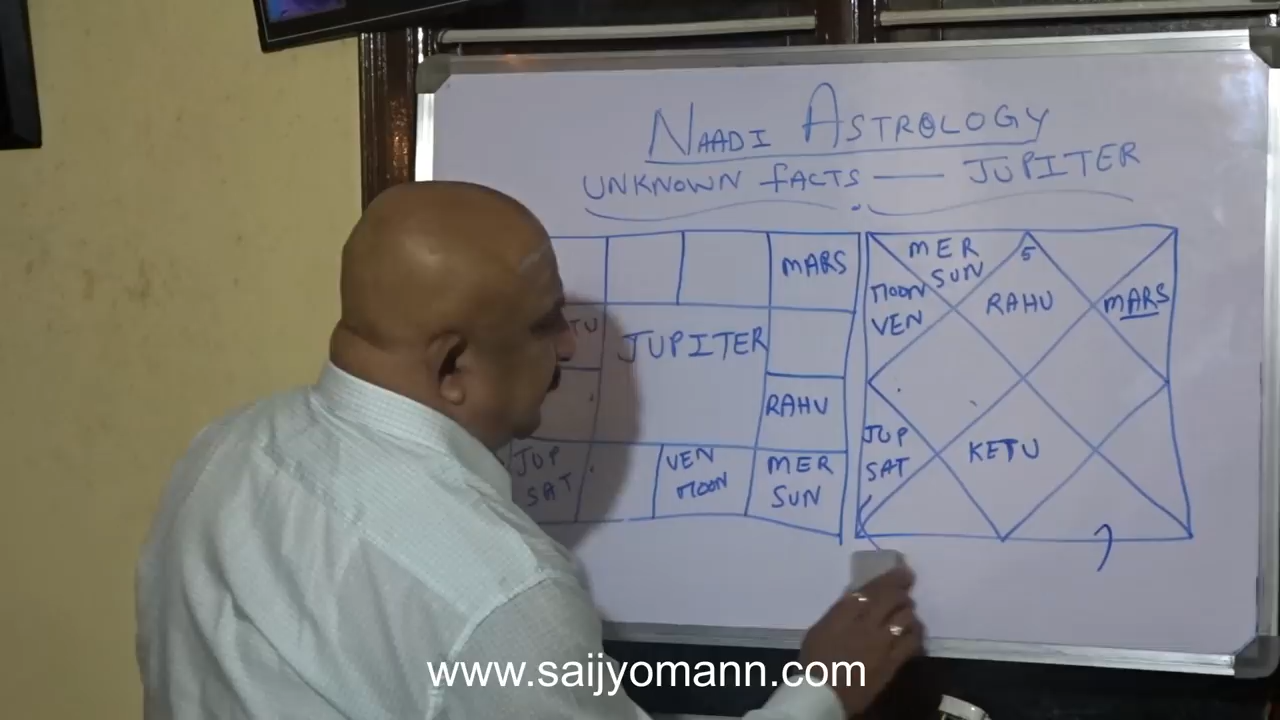 NAADI ASTROLOGY
UNKNOWN FACTS — JUPITER
MARS
TU
JUPITER
RAHU
JUP
SAT
VEN
MOON
MER
SUN
MER
SUN
5
MOON
VEN
RAHU
MARS
JUP
SAT
KETU
www.saijyomann.com